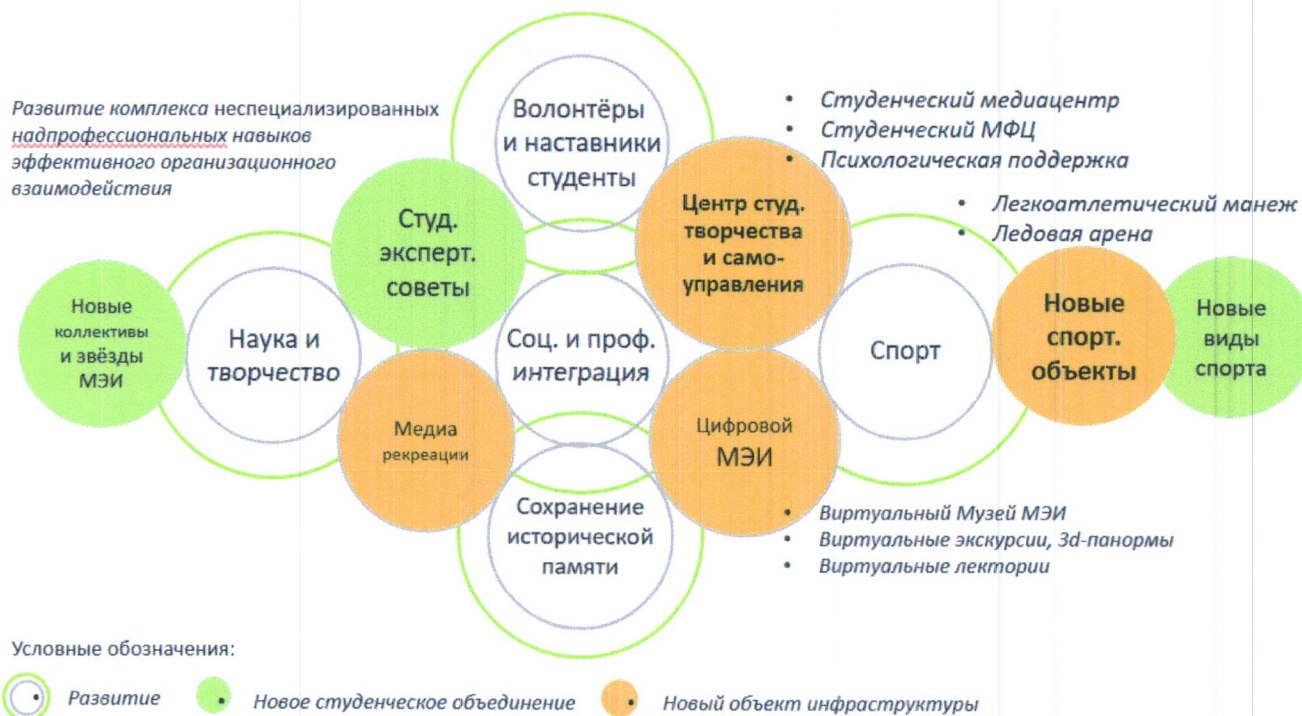 Развитие комплекса неспециализированных
надпрофессиональных навыков
эффективного организационного
взаимодействия
Волонтёры
и наставники
студенты
• Студенческий медиацентр
• Студенческий МФЦ
• Психологическая поддержка
• Легкоатлетический манеж
• Ледовая арена
Студ.
эксперт.
советы
Центр студ.
творчества
и само-
управления
Новые
коллективы
и звёзды
МЭИ
Наука и
творчество
Соц. и проф.
интеграция
Спорт
Новые
спорт.
объекты
Новые
виды
спорта
Медиа
рекреации
Цифровой
МЭИ
Сохранение
исторической
памяти
• Виртуальный Музей МЭИ
• Виртуальные экскурсии, 3d-панормы
• Виртуальные лектории
Условные обозначения:
Развитие
Новое студенческое объединение
Новый объект инфраструктуры